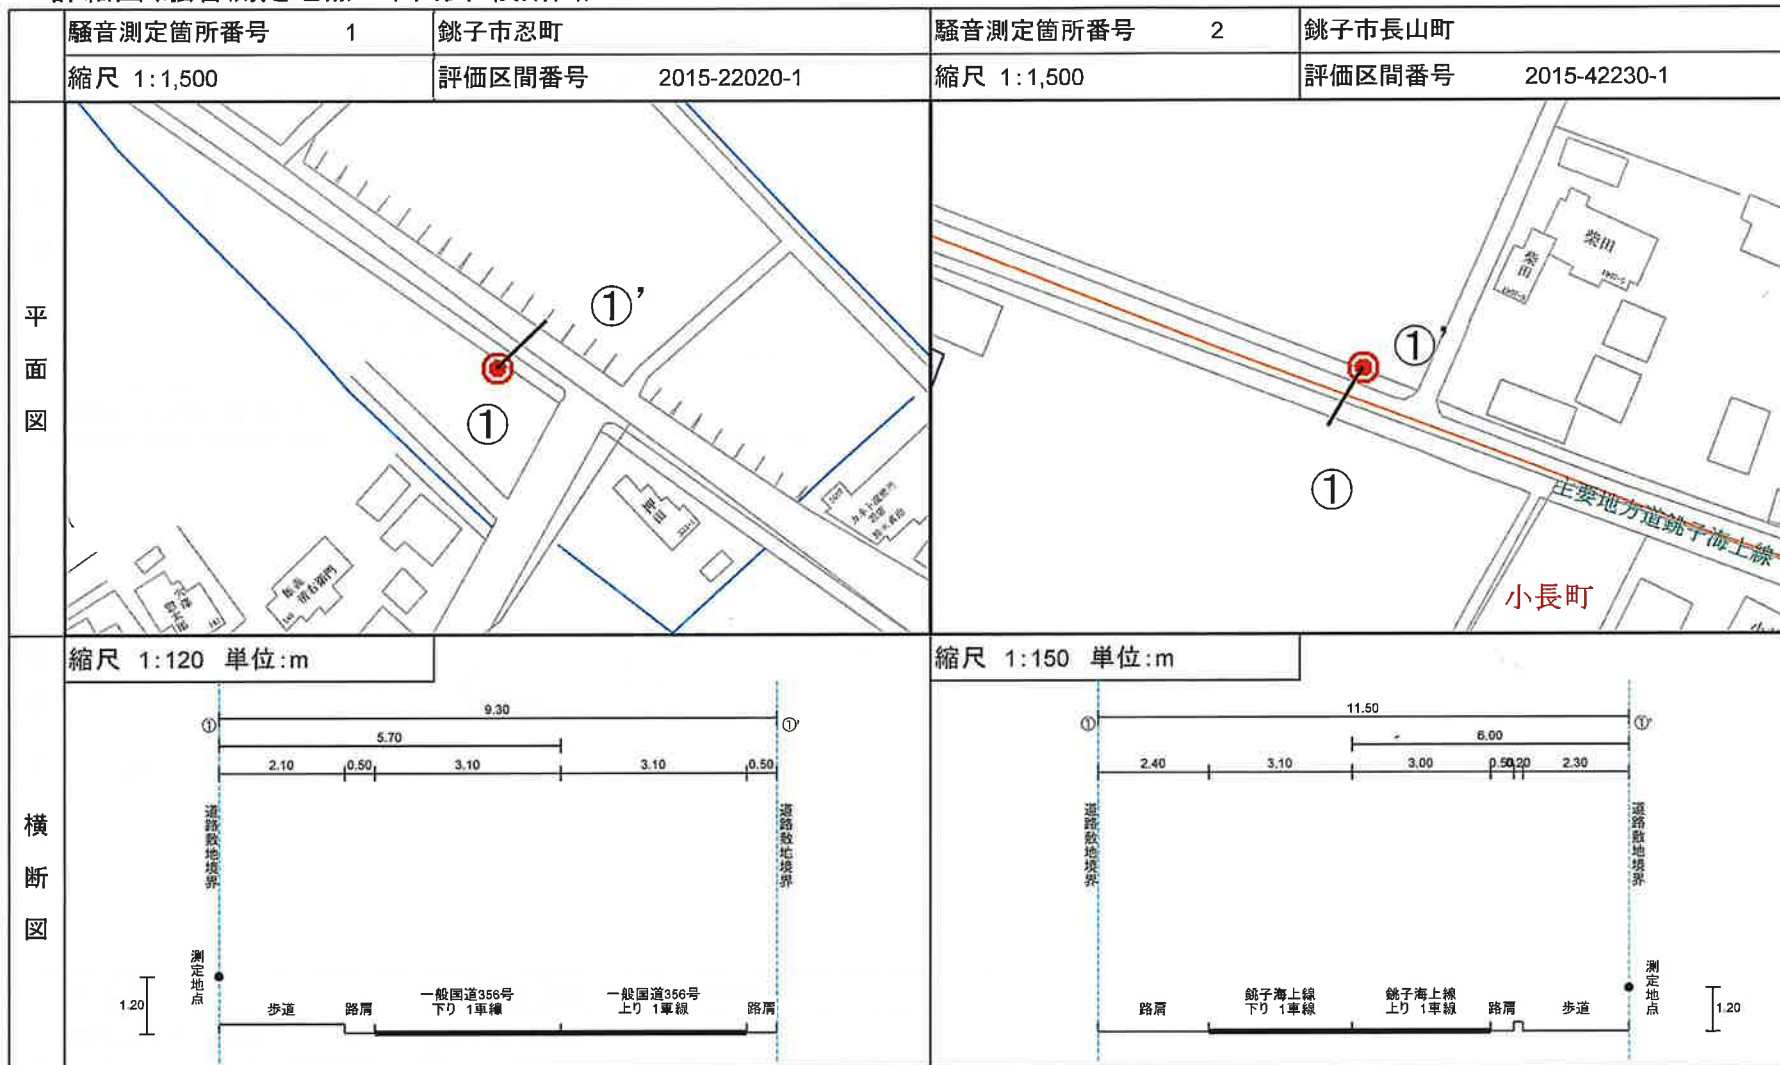 騒音測定箇所番号 1 銚子市忍町
縮尺 1:1,500 評価区間番号 2015-22020-1
騒音測定箇所番号 2 銚子市長山町
縮尺 1:1,500 評価区間番号 2015-42230-1
平面図
①’
①
押田
①’
①
柴田
柴田
主要地方道銚子海上線
小長町
横断図
縮尺 1:120 単位:m
9.30
① ①’
5.70
2.10 0.50 3.10 3.10 0.50
道路敷地境界
道路敷地境界
測定地点
1.20
歩道 路肩 一般国道356号 一般国道356号 路肩
下り 1車線 上り 1車線
縮尺 1:150 単位:m
11.50
① ①’
6.00
2.40 3.10 3.00 0.50 0.20 2.30
道路敷地境界
道路敷地境界
測定地点
1.20
路肩 銚子海上線 銚子海上線 路肩 歩道
下り 1車線 上り 1車線